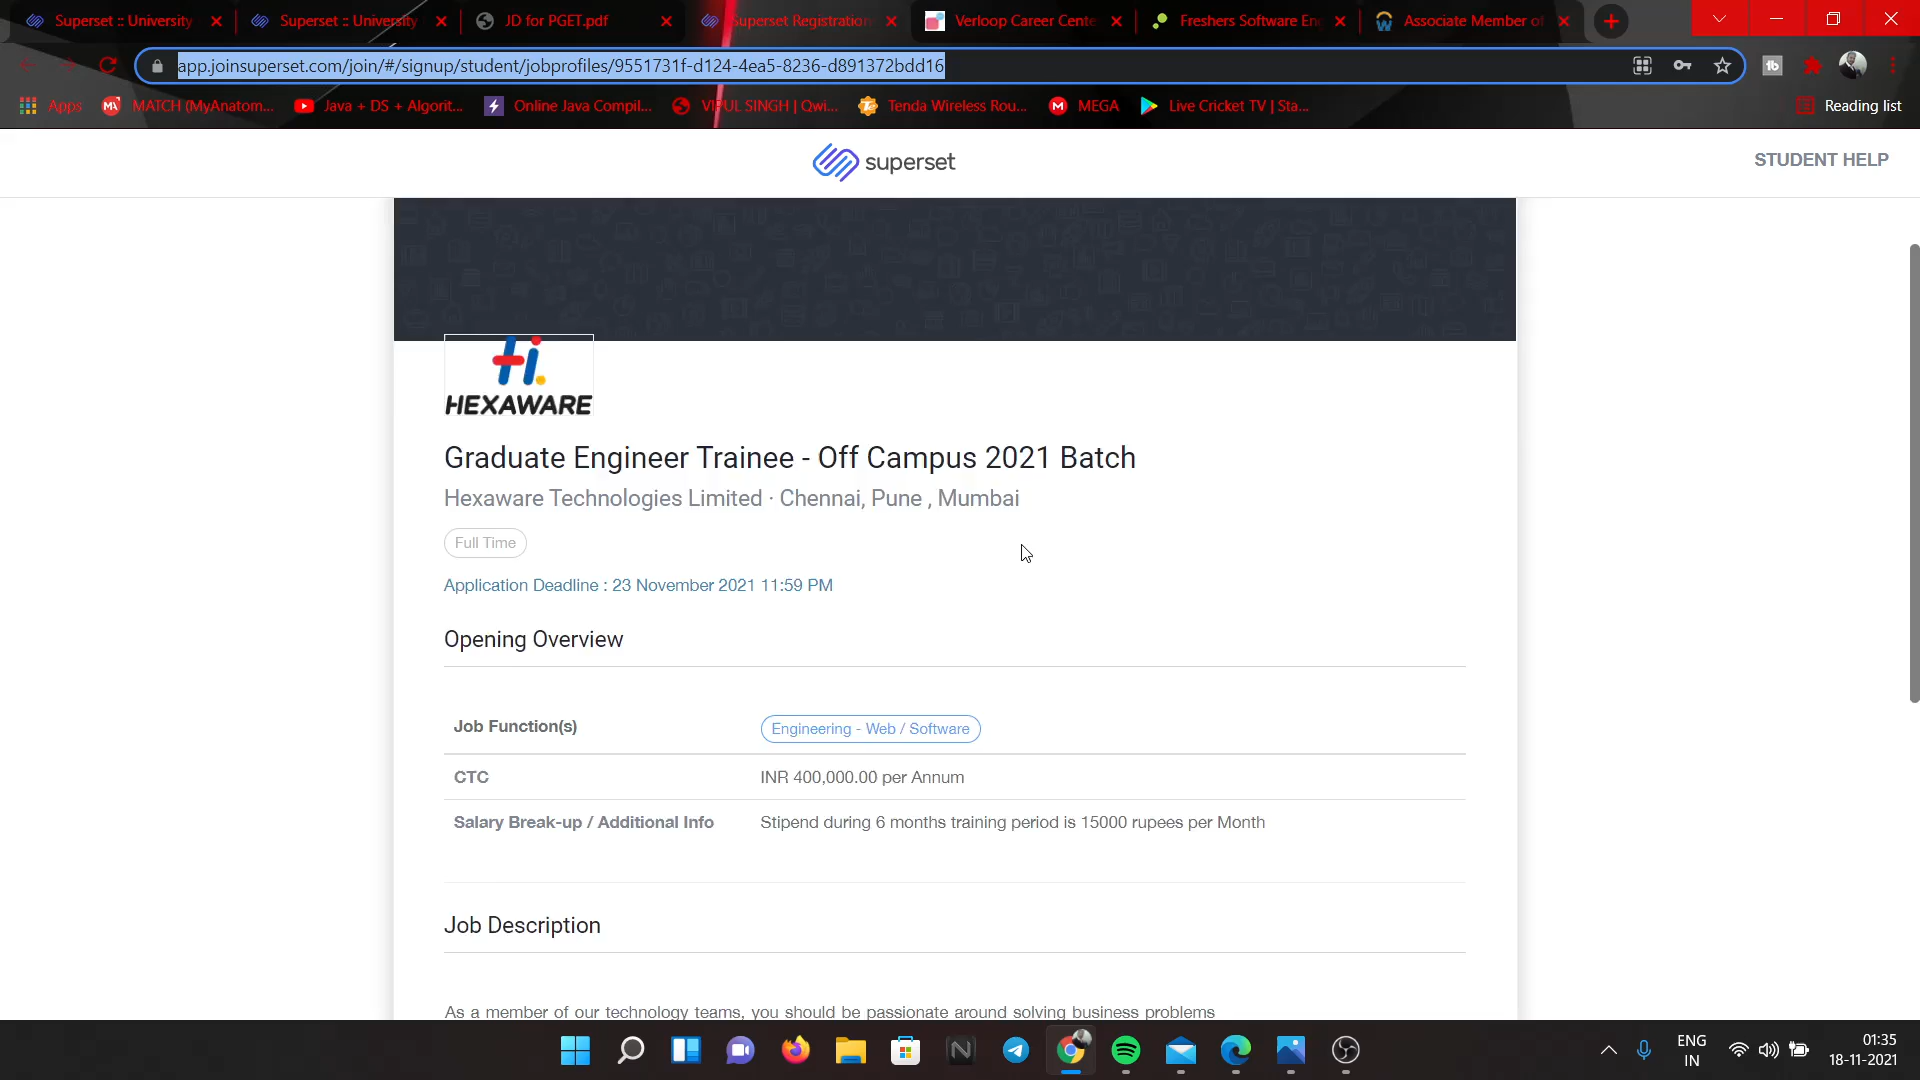 Superset :: University
Superset :: University
JD for PGET.pdf
Superset Registration
Verloop Career Cente
Freshers Software En
Associate Member of
app.joinsuperset.com/join/#/signup/student/jobprofiles/9551731f-d124-4ea5-8236-d891372bdd16
Apps
MATCH (MyAnatom...
Java + DS + Algorit...
Online Java Compil...
VIPUL SINGH | Qwi...
Tenda Wireless Rou...
MEGA
Live Cricket TV | Sta...
Reading list
superset
STUDENT HELP
Hi.
HEXAWARE
Graduate Engineer Trainee - Off Campus 2021 Batch
Hexaware Technologies Limited · Chennai, Pune , Mumbai
Full Time
Application Deadline : 23 November 2021 11:59 PM
Opening Overview
Job Function(s)
Engineering - Web / Software
CTC
INR 400,000.00 per Annum
Salary Break-up / Additional Info
Stipend during 6 months training period is 15000 rupees per Month
Job Description
As a member of our technology teams, you should be passionate around solving business problems
ENG
IN
01:35
18-11-2021